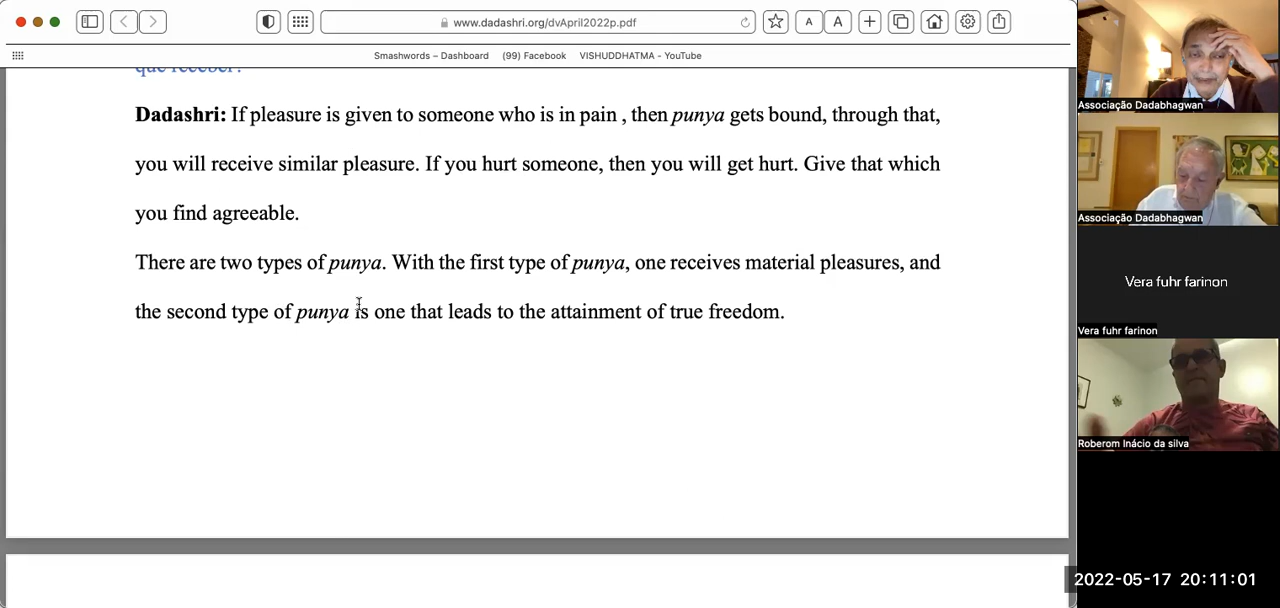 www.dadashri.org/dvApril2022p.pdf
A
A
Smashwords – Dashboard
(99) Facebook
VISHUDDHATMA - YouTube
que receber?
Dadashri: If pleasure is given to someone who is in pain , then punya gets bound, through that,
you will receive similar pleasure. If you hurt someone, then you will get hurt. Give that which
you find agreeable.
There are two types of punya. With the first type of punya, one receives material pleasures, and
the second type of punya is one that leads to the attainment of true freedom.
Associação Dadabhagwan
Associação Dadabhagwan
Vera fuhr farinon
Vera fuhr farinon
Roberom Inácio da silva
2022-05-17 20:11:01